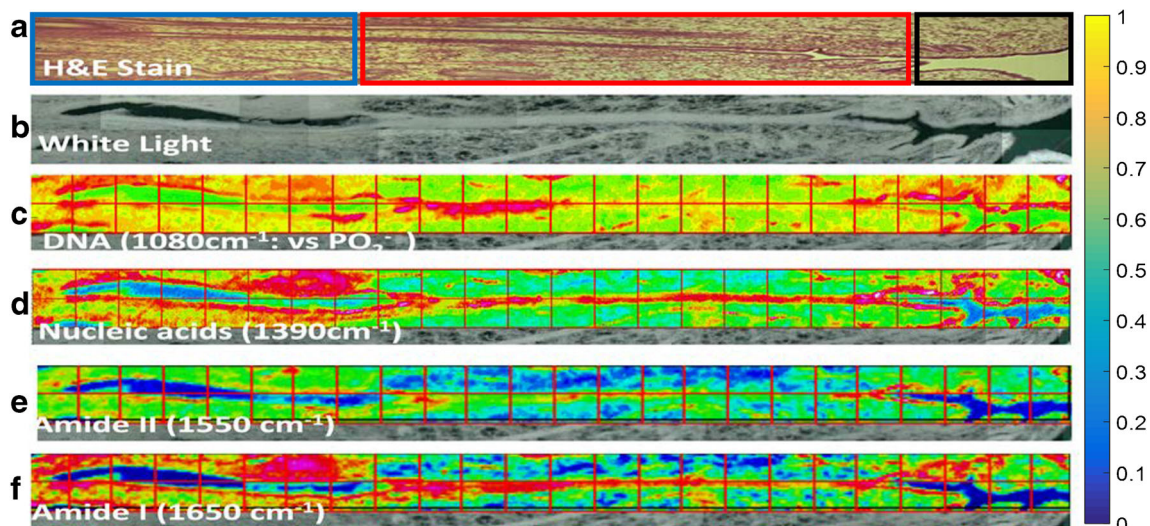 a
H&E Stain
b
White Light
c
DNA (1080cm⁻¹: vs PO₂⁻ )
d
Nucleic acids (1390cm⁻¹)
e
Amide II (1550 cm⁻¹)
f
Amide I (1650 cm⁻¹)
1
0.9
0.8
0.7
0.6
0.5
0.4
0.3
0.2
0.1
0